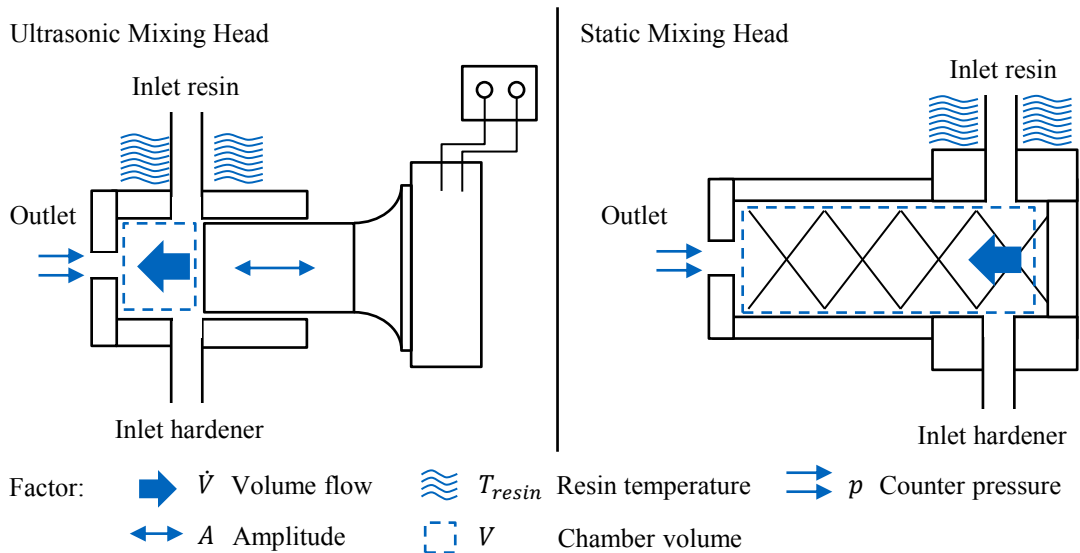 Ultrasonic Mixing Head
Inlet resin
Outlet
Inlet hardener
Static Mixing Head
Inlet resin
Outlet
Inlet hardener
Factor: V̇ Volume flow T_resin Resin temperature p Counter pressure
A Amplitude V Chamber volume